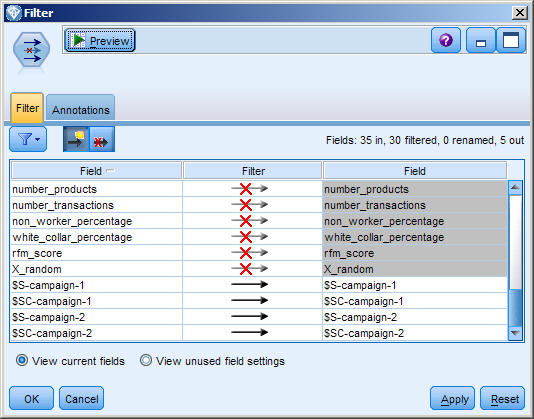 Filter
Preview
?
Filter Annotations
Fields: 35 in, 30 filtered, 0 renamed, 5 out
Field Filter Field
number_products number_products
number_transactions number_transactions
non_worker_percentage non_worker_percentage
white_collar_percentage white_collar_percentage
rfm_score rfm_score
X_random X_random
$S-campaign-1 $S-campaign-1
$SC-campaign-1 $SC-campaign-1
$S-campaign-2 $S-campaign-2
$SC-campaign-2 $SC-campaign-2
View current fields View unused field settings
OK Cancel Apply Reset